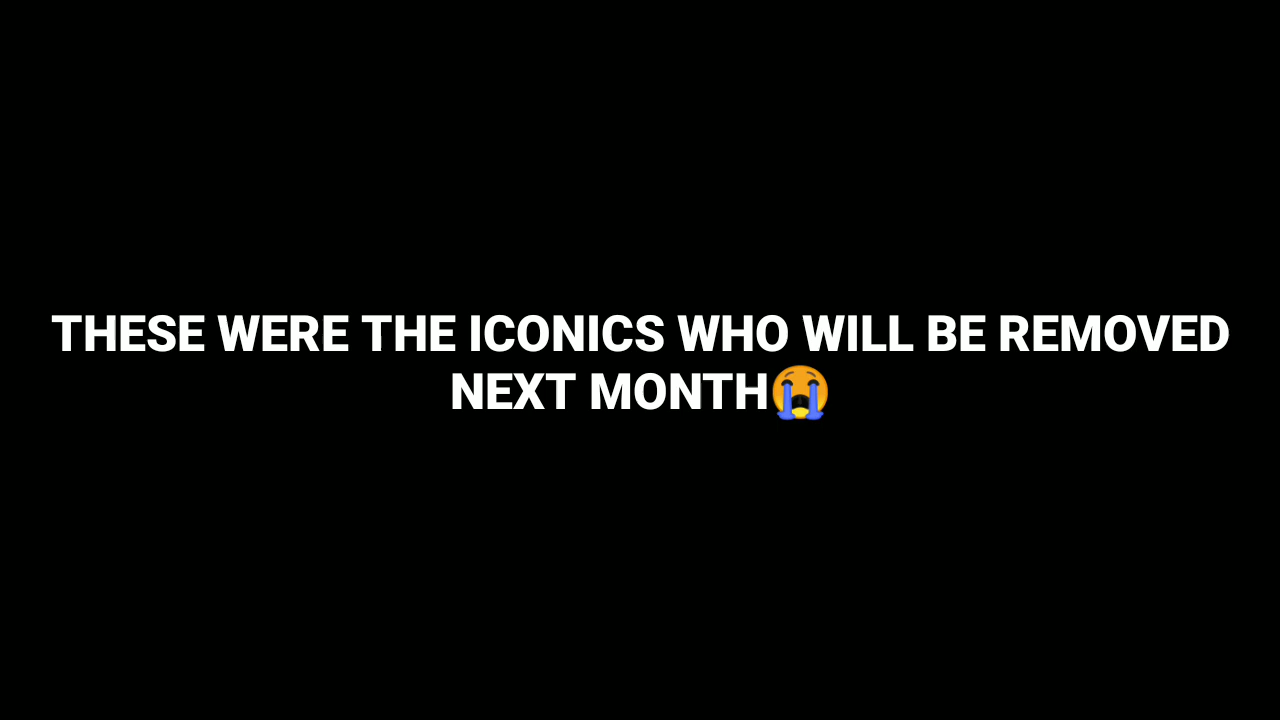 THESE WERE THE ICONICS WHO WILL BE REMOVED
NEXT MONTH😭